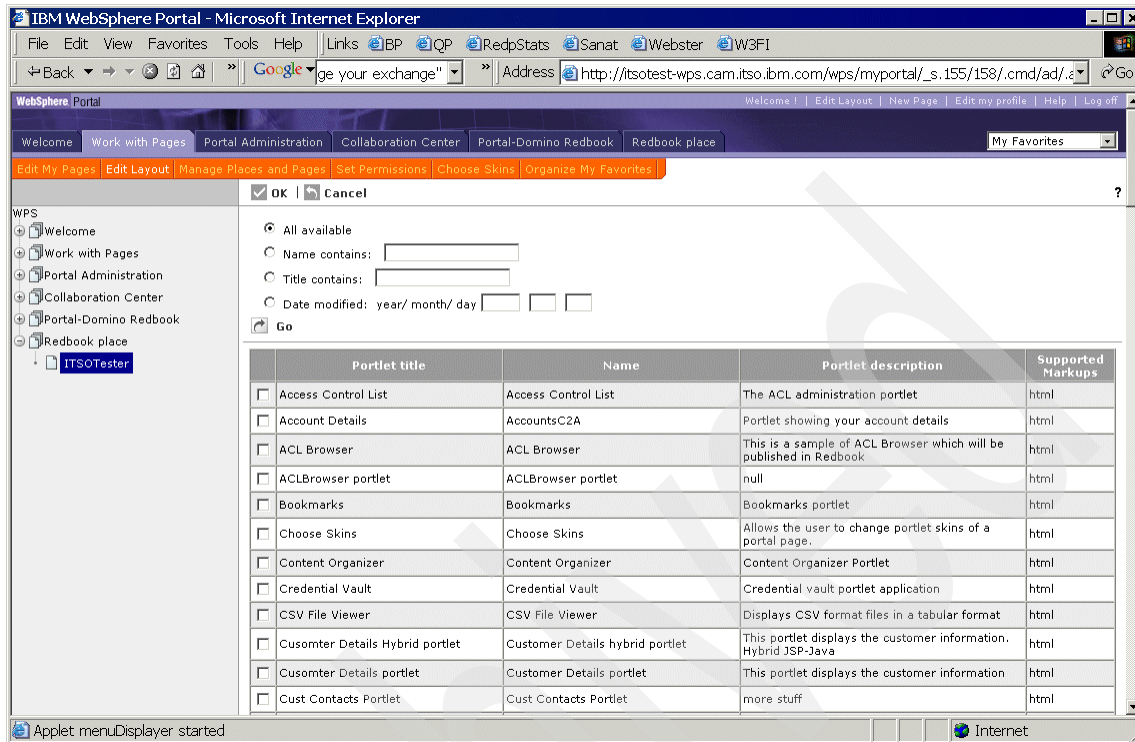 IBM WebSphere Portal - Microsoft Internet Explorer
File Edit View Favorites Tools Help Links BP QP RedpStats Sanat Webster W3FI
Back » Google ge your exchange" » Address http://itsotest-wps.cam.itso.ibm.com/wps/myportal/_s.155/158/.cmd/ad/.a Go
WebSphere Portal Welcome ! | Edit Layout | New Page | Edit my profile | Help | Log off
Welcome Work with Pages Portal Administration Collaboration Center Portal-Domino Redbook Redbook place My Favorites
Edit My Pages Edit Layout Manage Places and Pages Set Permissions Choose Skins Organize My Favorites
OK | Cancel ?
WPS
Welcome
Work with Pages
Portal Administration
Collaboration Center
Portal-Domino Redbook
Redbook place
ITSOTester
All available
Name contains:
Title contains:
Date modified: year/ month/ day
Go
Portlet title Name Portlet description Supported Markups
Access Control List Access Control List The ACL administration portlet html
Account Details AccountsC2A Portlet showing your account details html
ACL Browser ACL Browser This is a sample of ACL Browser which will be published in Redbook html
ACLBrowser portlet ACLBrowser portlet null html
Bookmarks Bookmarks Bookmarks portlet html
Choose Skins Choose Skins Allows the user to change portlet skins of a portal page. html
Content Organizer Content Organizer Content Organizer Portlet html
Credential Vault Credential Vault Credential vault portlet application html
CSV File Viewer CSV File Viewer Displays CSV format files in a tabular format html
Cusomter Details Hybrid portlet Customer Details hybrid portlet This portlet displays the customer information. Hybrid JSP-Java html
Cusomter Details portlet Customer Details portlet This portlet displays the customer information html
Cust Contacts Portlet Cust Contacts Portlet more stuff html
Applet menuDisplayer started Internet